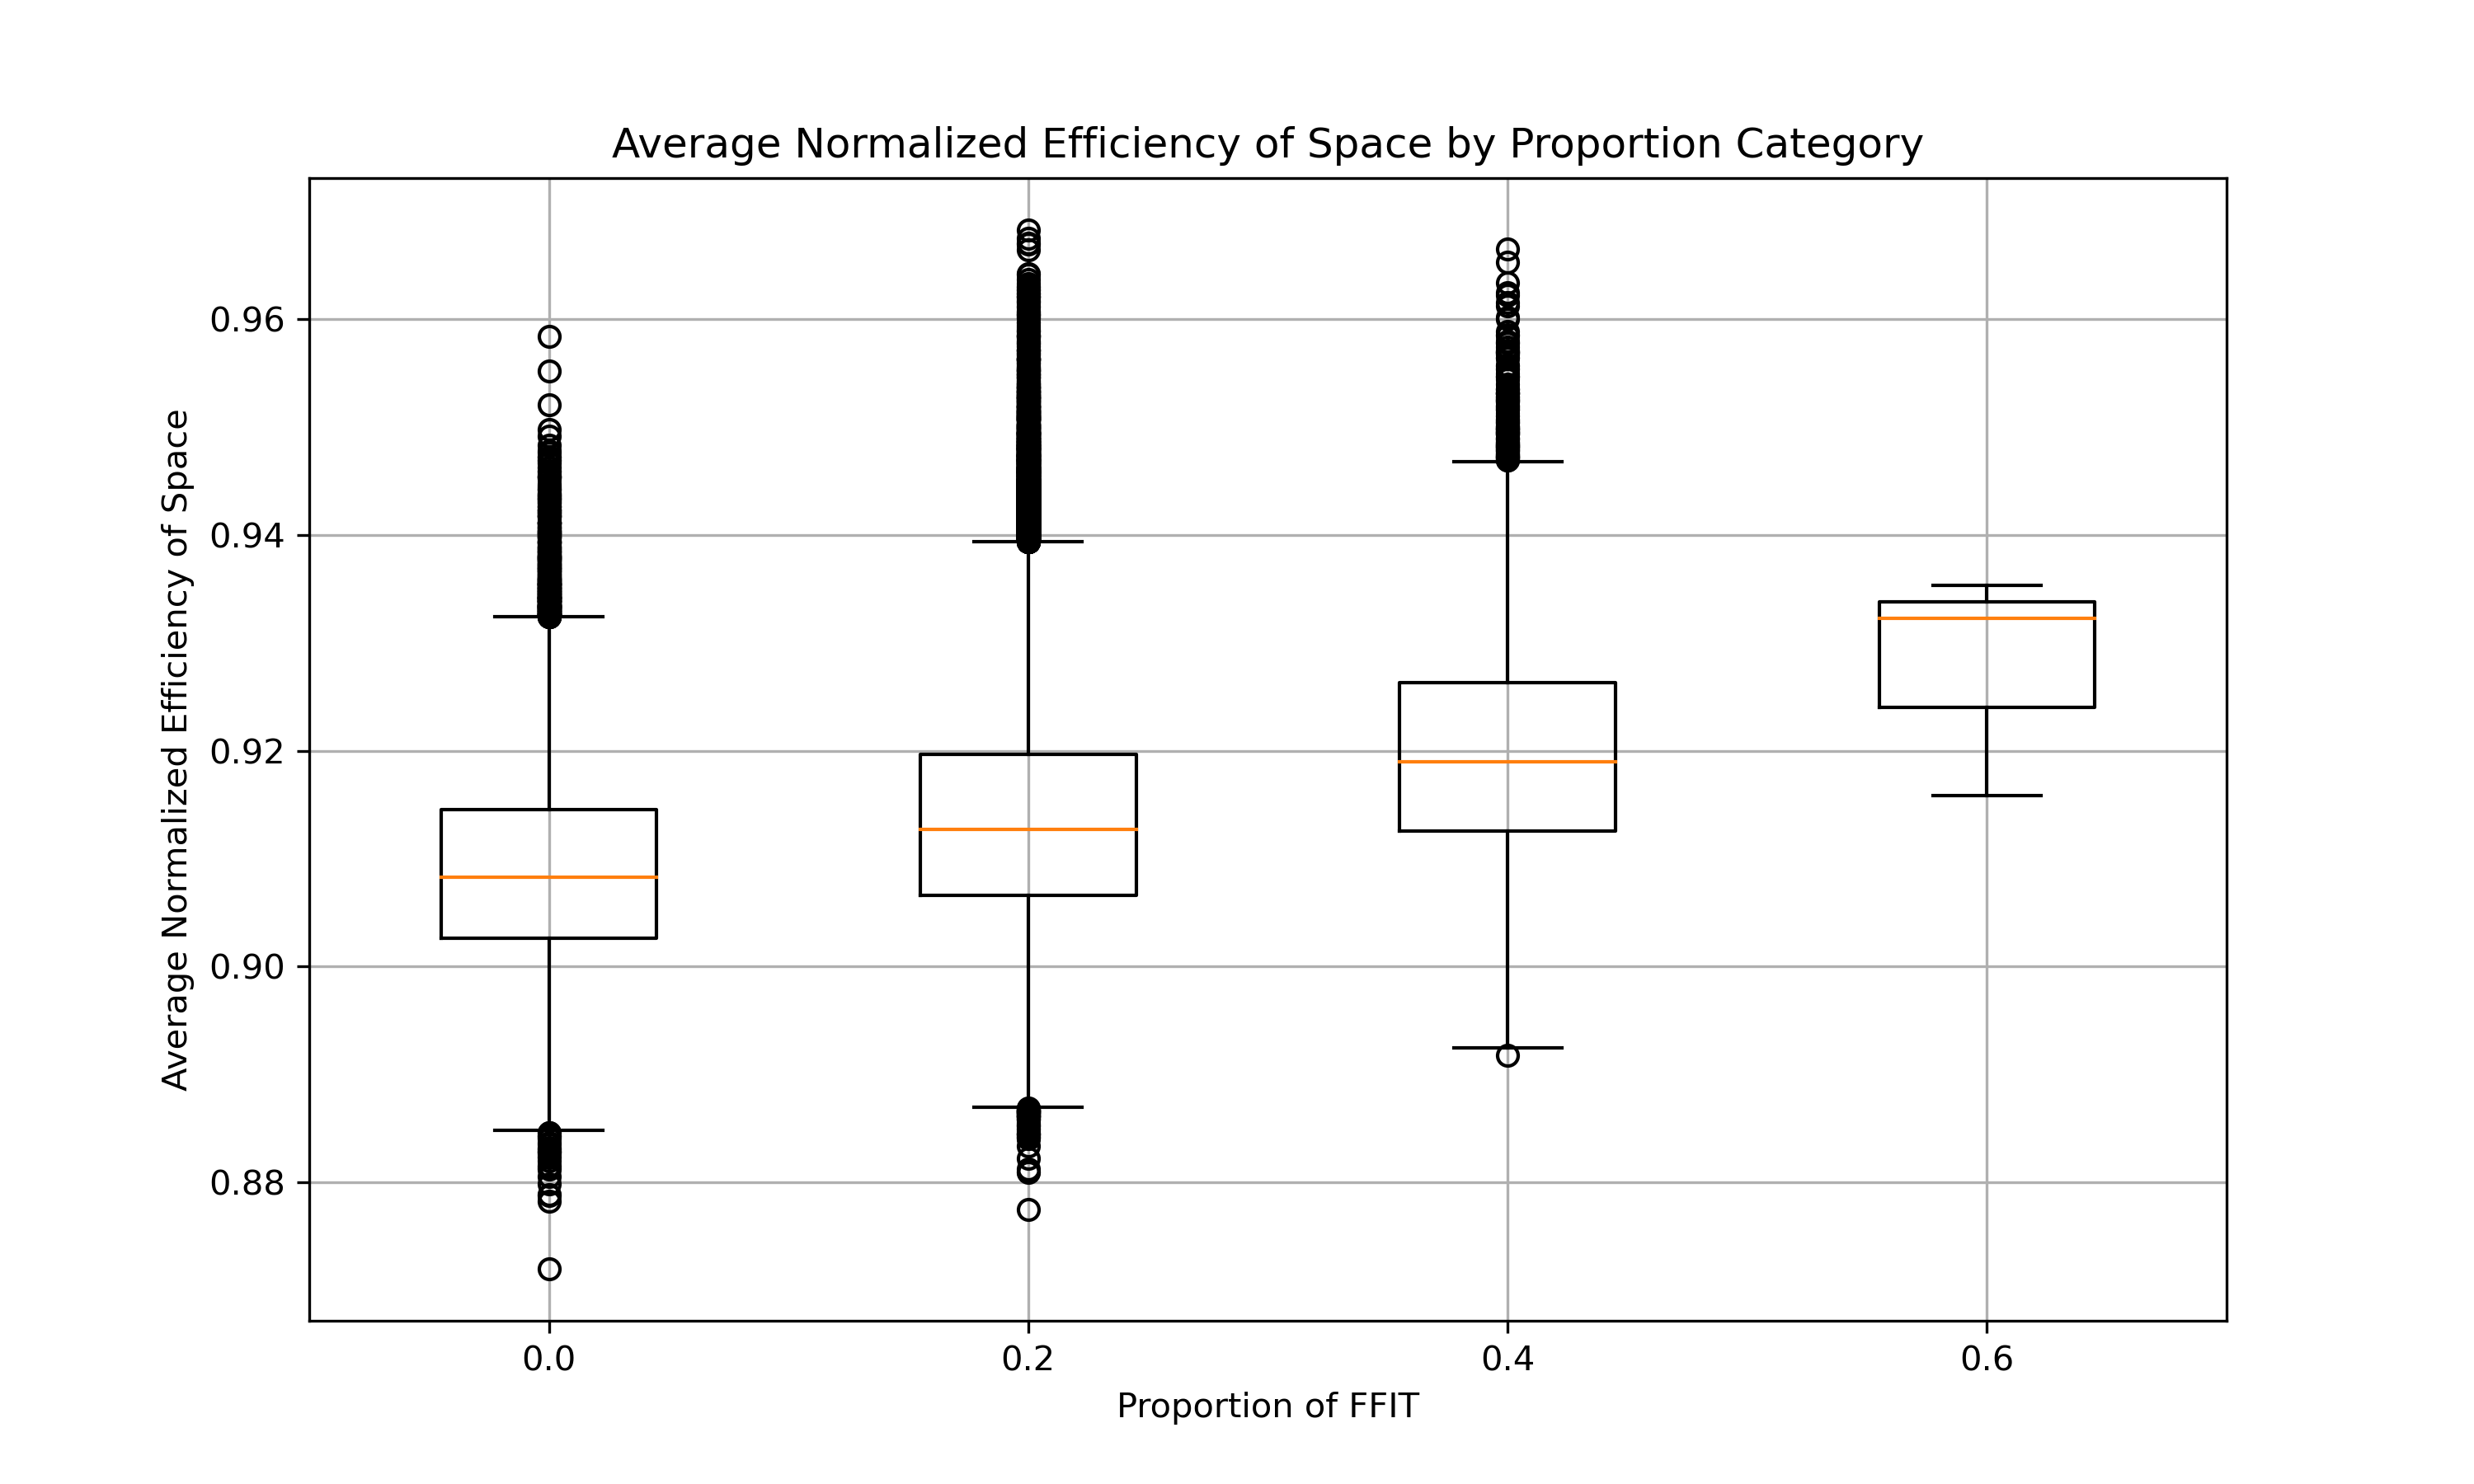 Average Normalized Efficiency of Space by Proportion Category
Average Normalized Efficiency of Space
0.96
0.94
0.92
0.90
0.88
0.0 0.2 0.4 0.6
Proportion of FFIT